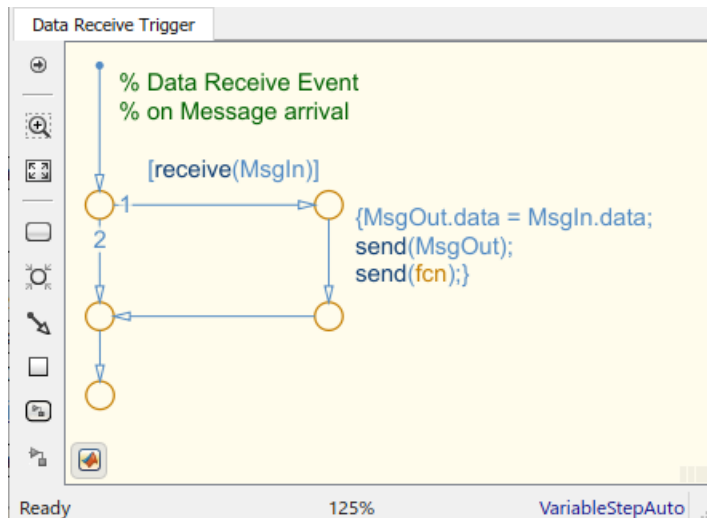 Data Receive Trigger
% Data Receive Event
% on Message arrival
[receive(MsgIn)]
1
{MsgOut.data = MsgIn.data;
2
send(MsgOut);
send(fcn);}
Ready
125%
VariableStepAuto